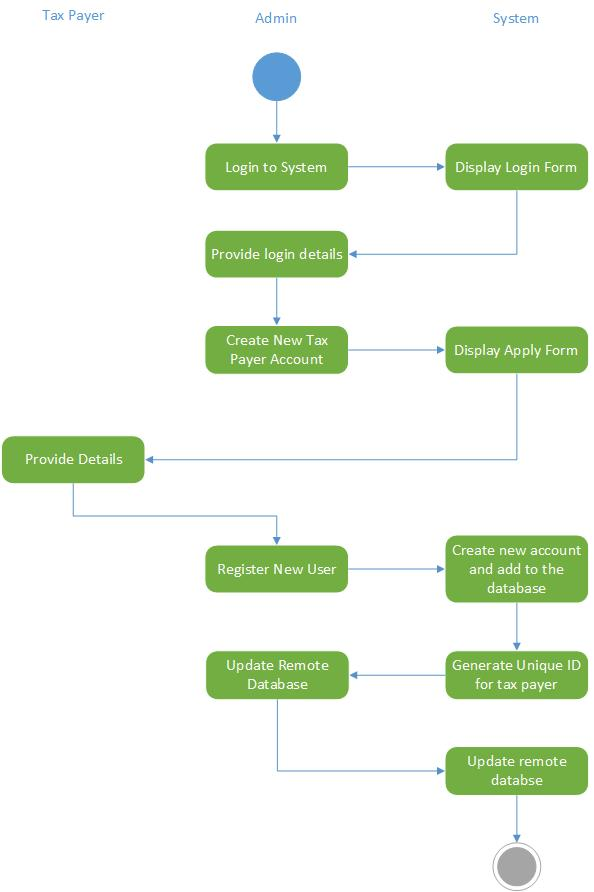 Tax Payer
Admin
System
Login to System
Display Login Form
Provide login details
Create New Tax
Payer Account
Display Apply Form
Provide Details
Register New User
Create new account
and add to the
database
Update Remote
Database
Generate Unique ID
for tax payer
Update remote
databse